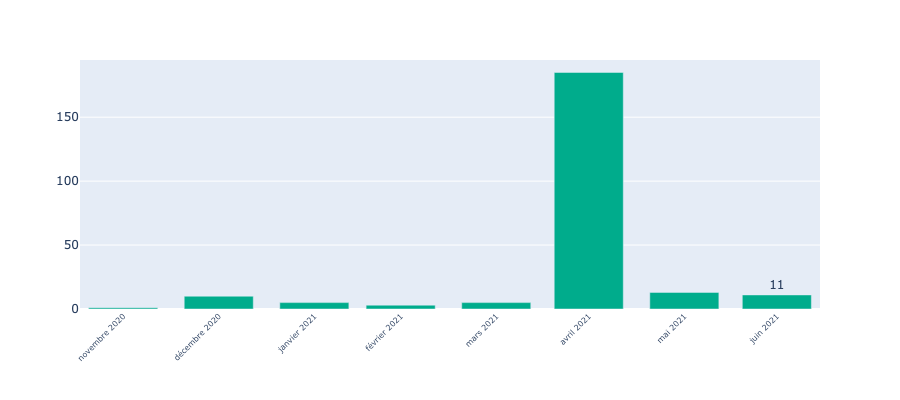 150
100
50
0
11
novembre 2020
décembre 2020
janvier 2021
février 2021
mars 2021
avril 2021
mai 2021
juin 2021